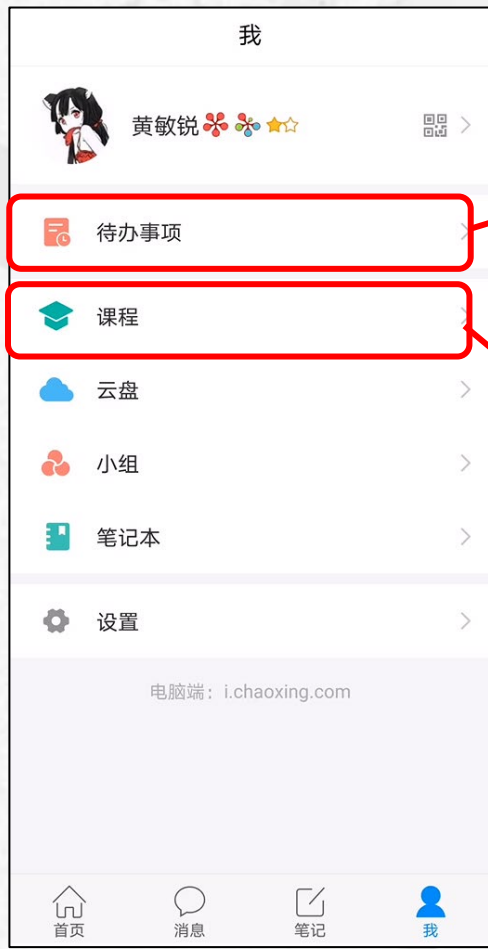 我
黄敏锐
待办事项
课程
云盘
小组
笔记本
设置
电脑端：i.chaoxing.com
首页
消息
笔记
我